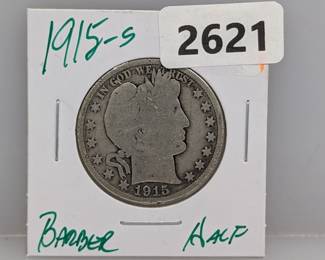 1915-S
2621
IN GOD WE TRUST
1915
BARBER HALF